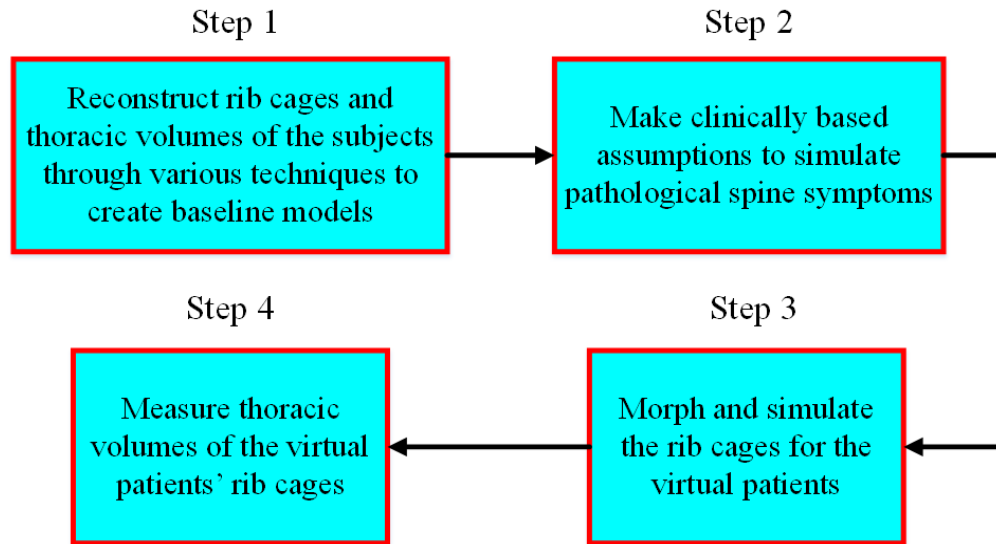 Step 1
Reconstruct rib cages and
thoracic volumes of the subjects
through various techniques to
create baseline models
Step 2
Make clinically based
assumptions to simulate
pathological spine symptoms
Step 3
Morph and simulate
the rib cages for the
virtual patients
Step 4
Measure thoracic
volumes of the virtual
patients’ rib cages